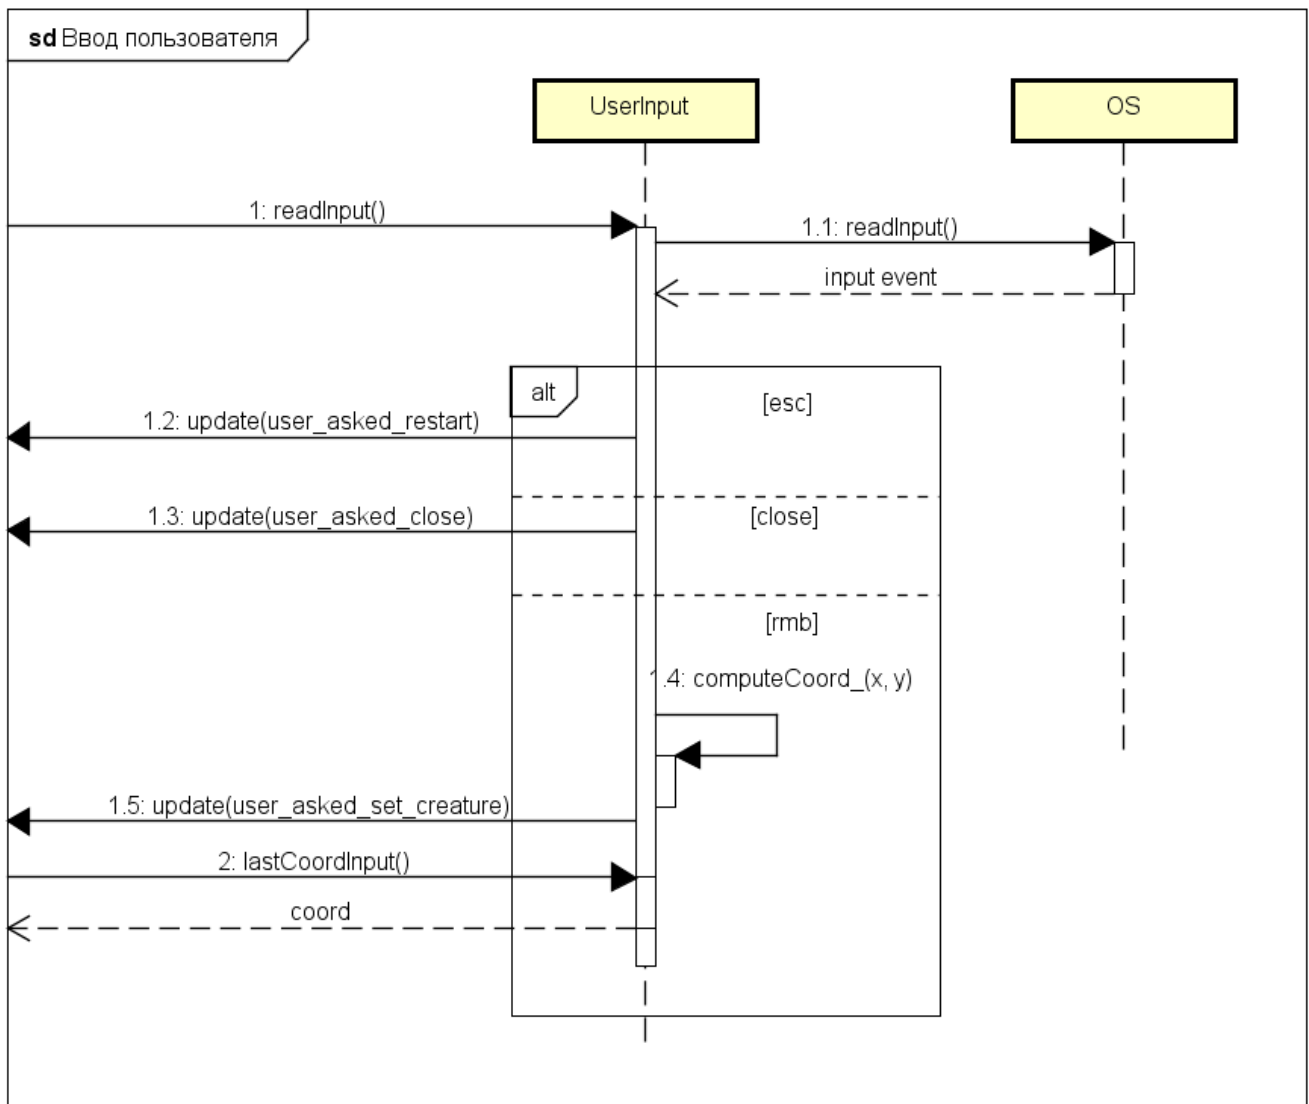 sd Ввод пользователя
UserInput
OS
1: readInput()
1.1: readInput()
input event
alt
[esc]
1.2: update(user_asked_restart)
[close]
1.3: update(user_asked_close)
[rmb]
1.4: computeCoord_(x, y)
1.5: update(user_asked_set_creature)
2: lastCoordInput()
coord